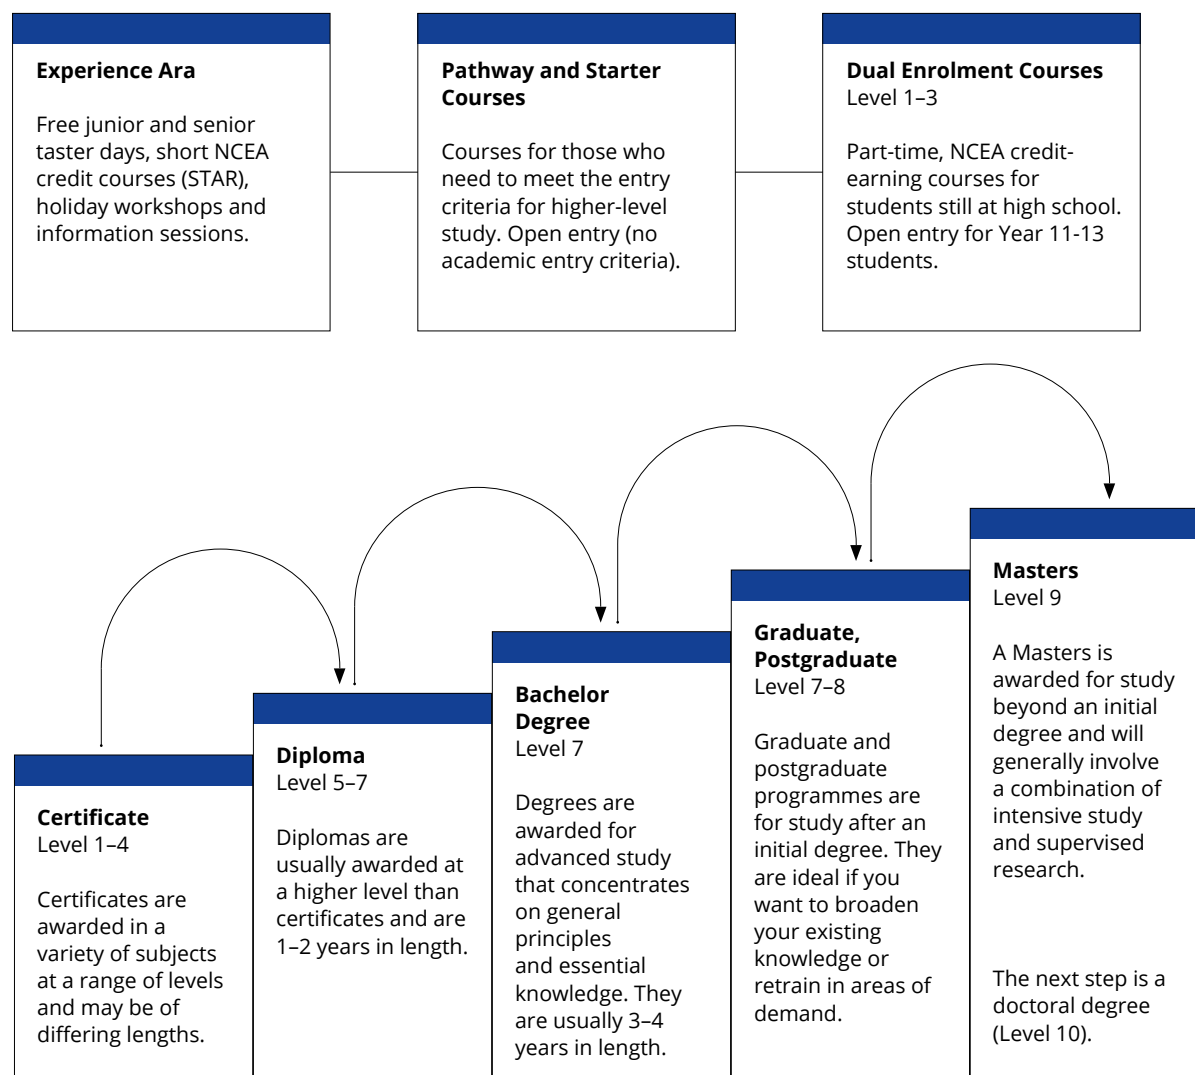 Experience Ara
Free junior and senior
taster days, short NCEA
credit courses (STAR),
holiday workshops and
information sessions.
Pathway and Starter
Courses
Courses for those who
need to meet the entry
criteria for higher-level
study. Open entry (no
academic entry criteria).
Dual Enrolment Courses
Level 1–3
Part-time, NCEA credit-
earning courses for
students still at high school.
Open entry for Year 11-13
students.
Certificate
Level 1–4
Certificates are
awarded in a
variety of subjects
at a range of levels
and may be of
differing lengths.
Diploma
Level 5–7
Diplomas are
usually awarded at
a higher level than
certificates and are
1–2 years in length.
Bachelor
Degree
Level 7
Degrees are
awarded for
advanced study
that concentrates
on general
principles
and essential
knowledge. They
are usually 3–4
years in length.
Graduate,
Postgraduate
Level 7–8
Graduate and
postgraduate
programmes are
for study after an
initial degree. They
are ideal if you
want to broaden
your existing
knowledge or
retrain in areas of
demand.
Masters
Level 9
A Masters is
awarded for study
beyond an initial
degree and will
generally involve
a combination of
intensive study
and supervised
research.
The next step is a
doctoral degree
(Level 10).